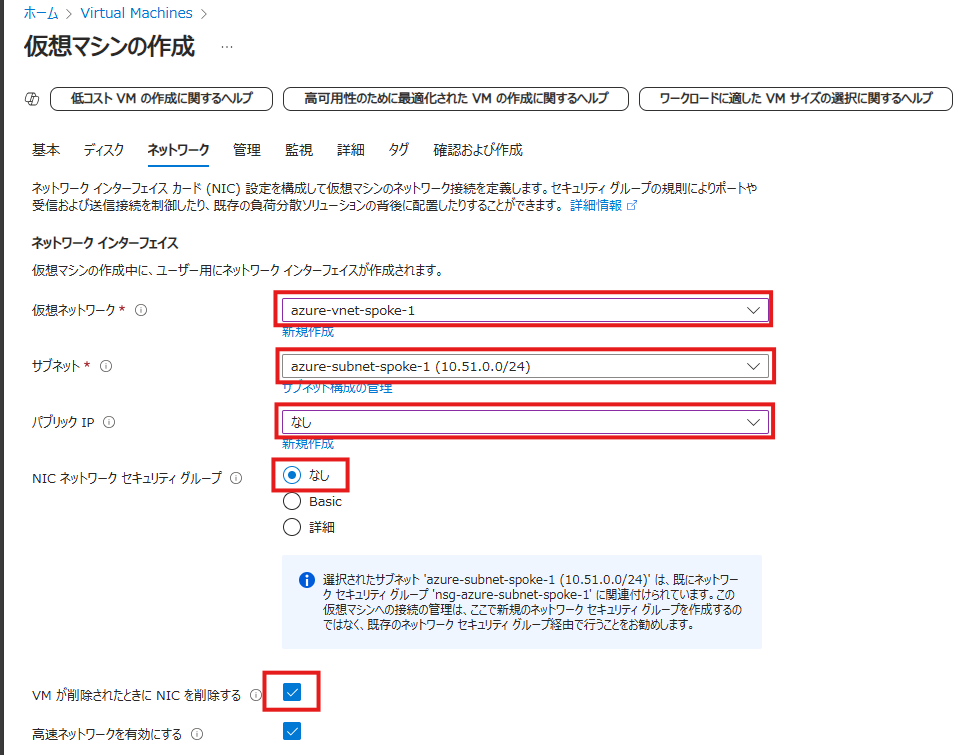 ホーム > Virtual Machines >
仮想マシンの作成 ...
低コスト VM の作成に関するヘルプ 高可用性のために最適化された VM の作成に関するヘルプ ワークロードに適した VM サイズの選択に関するヘルプ
基本 ディスク ネットワーク 管理 監視 詳細 タグ 確認および作成
ネットワーク インターフェイス カード (NIC) 設定を構成して仮想マシンのネットワーク接続を定義します。セキュリティ グループの規則によりポートや
受信および送信接続を制御したり、既存の負荷分散ソリューションの背後に配置したりすることができます。 詳細情報
ネットワーク インターフェイス
仮想マシンの作成中に、ユーザー用にネットワーク インターフェイスが作成されます。
仮想ネットワーク * azure-vnet-spoke-1
新規作成
サブネット * azure-subnet-spoke-1 (10.51.0.0/24)
サブネット構成の管理
パブリック IP なし
新規作成
NIC ネットワーク セキュリティ グループ なし
Basic
詳細
選択されたサブネット 'azure-subnet-spoke-1 (10.51.0.0/24)' は、既にネットワー
ク セキュリティ グループ 'nsg-azure-subnet-spoke-1' に関連付けられています。この
仮想マシンへの接続の管理は、ここで新規のネットワーク セキュリティ グループを作成するの
ではなく、既存のネットワーク セキュリティ グループ経由で行うことをお勧めします。
VM が削除されたときに NIC を削除する
高速ネットワークを有効にする